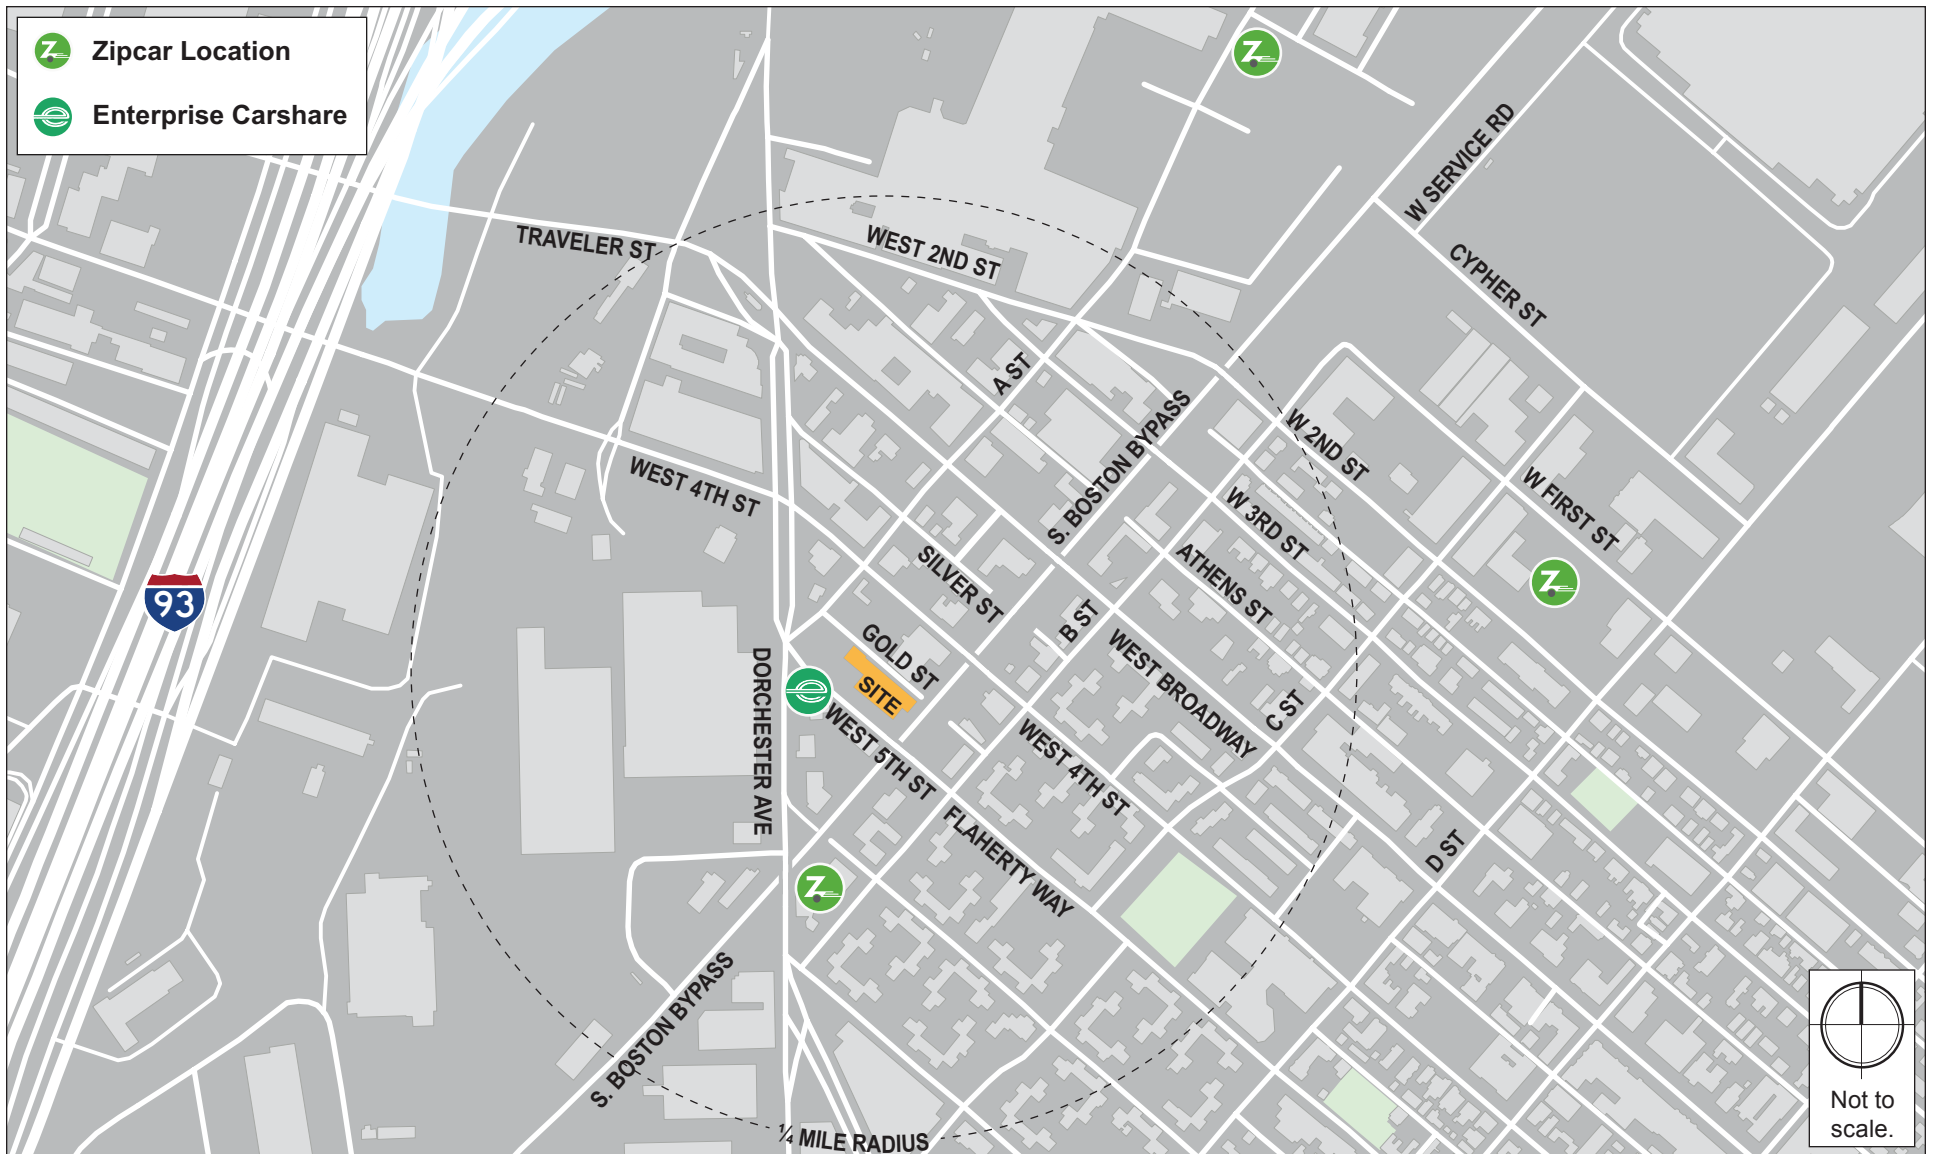 Zipcar Location
Enterprise Carshare
W SERVICE RD
TRAVELER ST
WEST 2ND ST
CYPHER ST
A ST
S. BOSTON BYPASS
W 2ND ST
W FIRST ST
WEST 4TH ST
W 3RD ST
ATHENS ST
SILVER ST
93
B ST
GOLD ST
SITE
WEST BROADWAY
C ST
DORCHESTER AVE
WEST 5TH ST
WEST 4TH ST
FLAHERTY WAY
D ST
S. BOSTON BYPASS
¼ MILE RADIUS
Not to
scale.